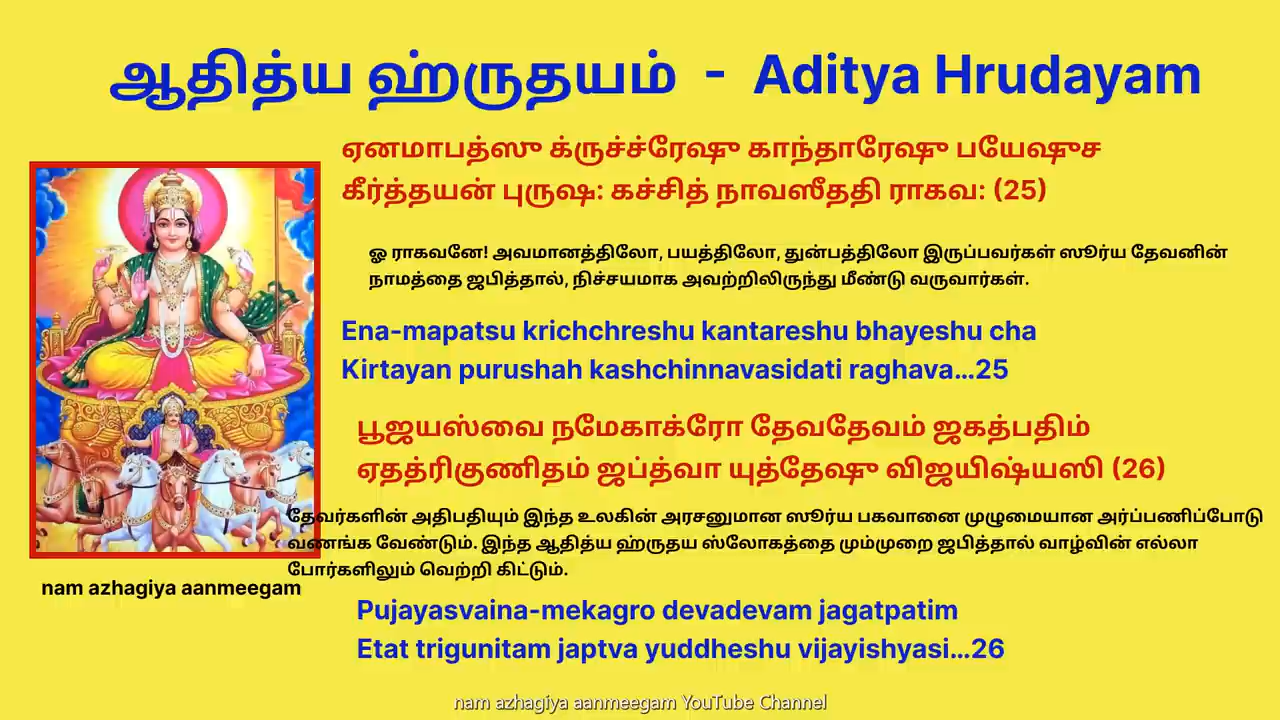 ஆதித்ய ஹ்ருதயம் - Aditya Hrudayam
ஏனமாபத்ஸு க்ருச்ச்ரேஷு காந்தாரேஷு பயேஷுச
கீர்த்தயன் புருஷ: கச்சித் நாவஸீததி ராகவ: (25)
ஓ ராகவனே! அவமானத்திலோ, பயத்திலோ, துன்பத்திலோ இருப்பவர்கள் ஸூர்ய தேவனின்
நாமத்தை ஜபித்தால், நிச்சயமாக அவற்றிலிருந்து மீண்டு வருவார்கள்.
Ena-mapatsu krichchreshu kantareshu bhayeshu cha
Kirtayan purushah kashchinnavasidati raghava...25
பூஜயஸ்வை நமேகாக்ரோ தேவதேவம் ஜகத்பதிம்
ஏதத்ரிகுணிதம் ஜப்த்வா யுத்தேஷு விஜயிஷ்யஸி (26)
தேவர்களின் அதிபதியும் இந்த உலகின் அரசனுமான ஸூர்ய பகவானை முழுமையான அர்ப்பணிப்போடு
வணங்க வேண்டும். இந்த ஆதித்ய ஹ்ருதய ஸ்லோகத்தை மும்முறை ஜபித்தால் வாழ்வின் எல்லா
போர்களிலும் வெற்றி கிட்டும்.
nam azhagiya aanmeegam
Pujayasvaina-mekagro devadevam jagatpatim
Etat trigunitam japtva yuddheshu vijayishyasi...26
nam azhagiya aanmeegam YouTube Channel